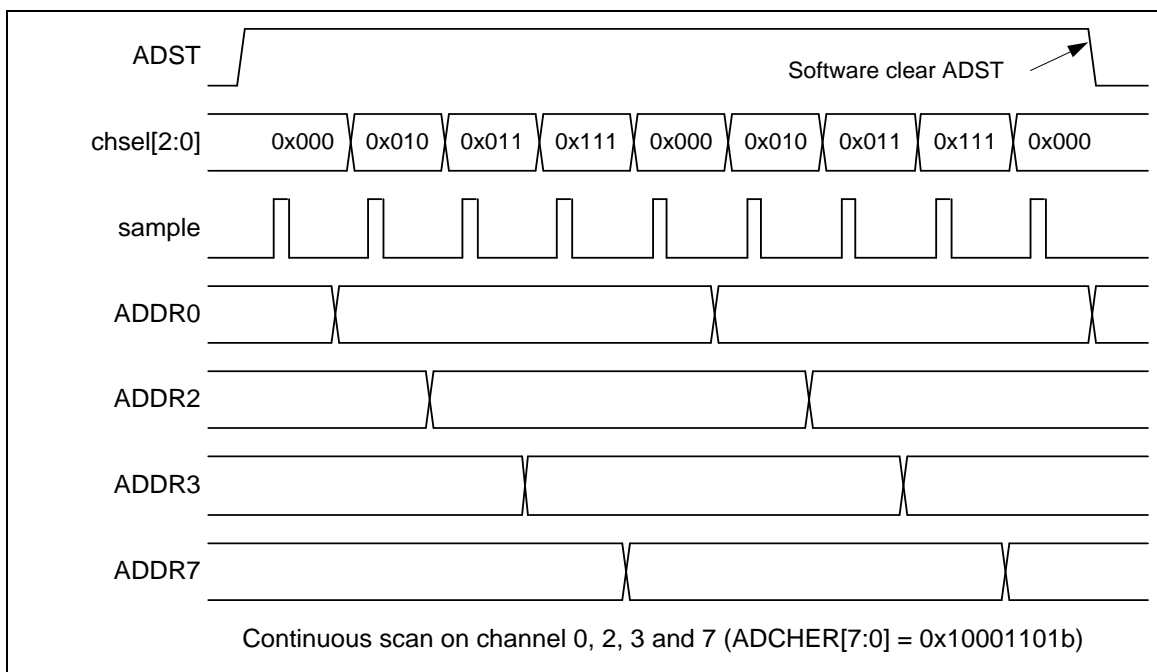 ADST
Software clear ADST
chsel[2:0] 0x000 0x010 0x011 0x111 0x000 0x010 0x011 0x111 0x000
sample
ADDR0
ADDR2
ADDR3
ADDR7
Continuous scan on channel 0, 2, 3 and 7 (ADCHER[7:0] = 0x10001101b)